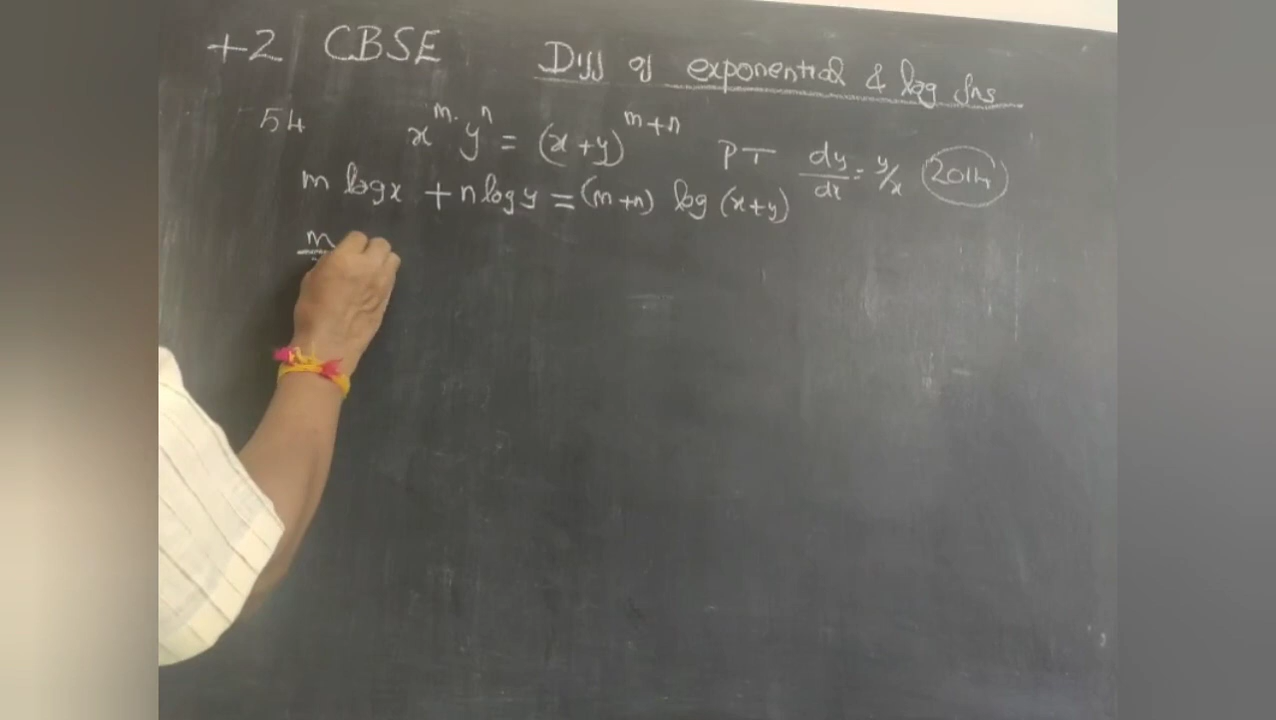 +2 CBSE Diff of exponential & log fns
54 x^m. y^n = (x+y)^m+n PT dy/dx = y/x 2014
m log x + n log y = (m+n) log (x+y)
m